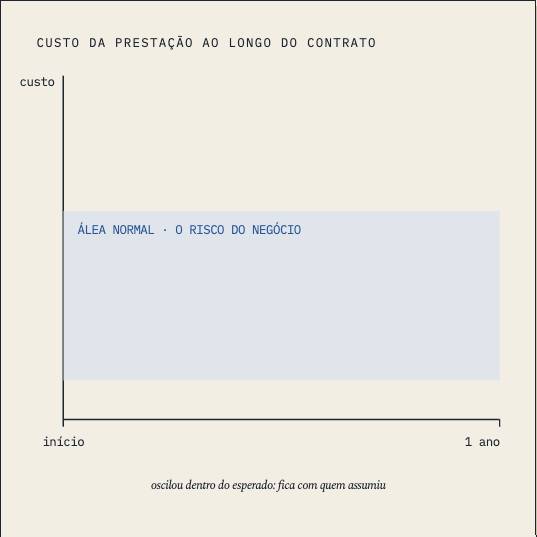 CUSTO DA PRESTAÇÃO AO LONGO DO CONTRATO
custo
ÁLEA NORMAL · O RISCO DO NEGÓCIO
início
1 ano
oscilou dentro do esperado: fica com quem assumiu